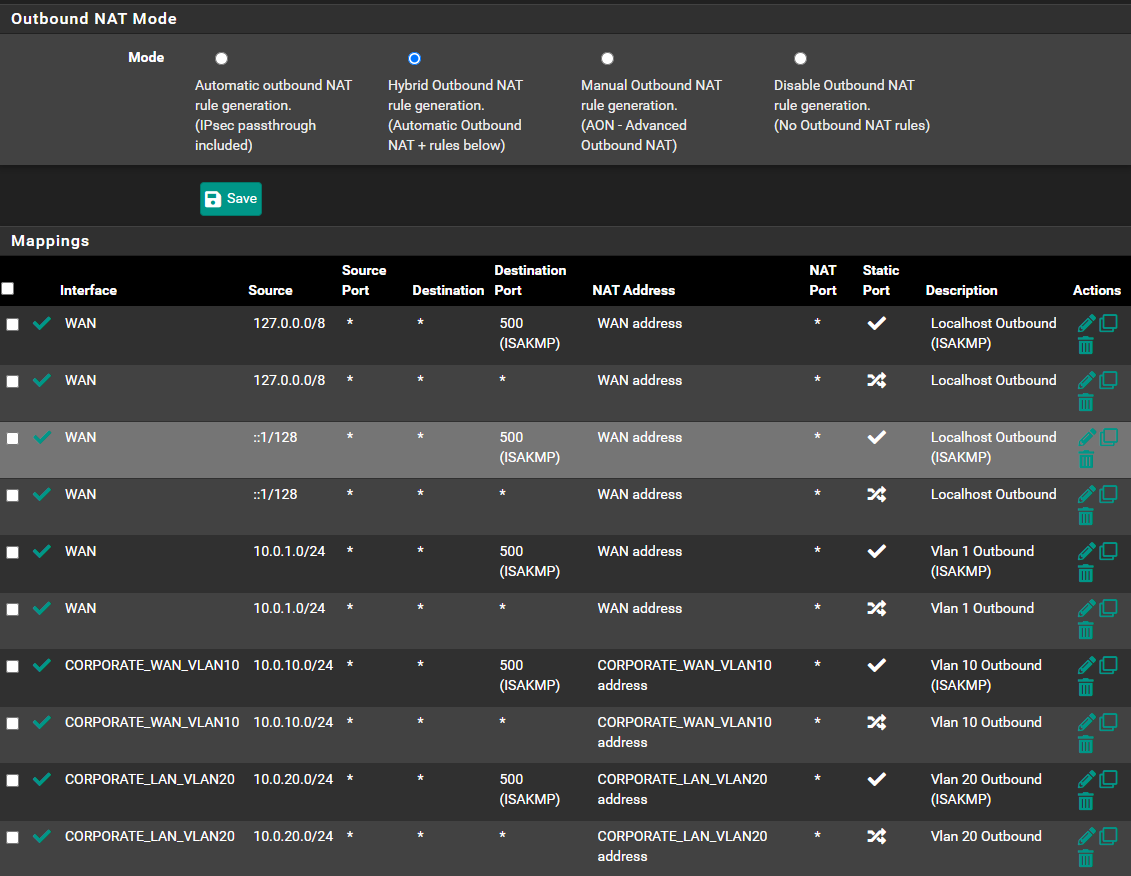 Outbound NAT Mode
Mode
Automatic outbound NAT
rule generation.
(IPsec passthrough
included)
Hybrid Outbound NAT
rule generation.
(Automatic Outbound
NAT + rules below)
Manual Outbound NAT
rule generation.
(AON - Advanced
Outbound NAT)
Disable Outbound NAT
rule generation.
(No Outbound NAT rules)
Save
Mappings
Interface Source Source Port Destination Destination Port NAT Address NAT Port Static Port Description Actions
WAN 127.0.0.0/8 * * 500 WAN address * Localhost Outbound
(ISAKMP) (ISAKMP)
WAN 127.0.0.0/8 * * * WAN address * Localhost Outbound
WAN ::1/128 * * 500 WAN address * Localhost Outbound
(ISAKMP) (ISAKMP)
WAN ::1/128 * * * WAN address * Localhost Outbound
WAN 10.0.1.0/24 * * 500 WAN address * Vlan 1 Outbound
(ISAKMP) (ISAKMP)
WAN 10.0.1.0/24 * * * WAN address * Vlan 1 Outbound
CORPORATE_WAN_VLAN10 10.0.10.0/24 * * 500 CORPORATE_WAN_VLAN10 * Vlan 10 Outbound
(ISAKMP) address (ISAKMP)
CORPORATE_WAN_VLAN10 10.0.10.0/24 * * * CORPORATE_WAN_VLAN10 * Vlan 10 Outbound
address
CORPORATE_LAN_VLAN20 10.0.20.0/24 * * 500 CORPORATE_LAN_VLAN20 * Vlan 20 Outbound
(ISAKMP) address (ISAKMP)
CORPORATE_LAN_VLAN20 10.0.20.0/24 * * * CORPORATE_LAN_VLAN20 * Vlan 20 Outbound
address